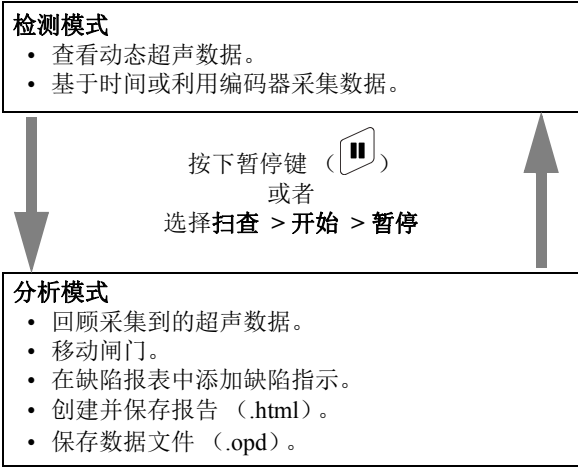 检测模式
• 查看动态超声数据。
• 基于时间或利用编码器采集数据。
按下暂停键 （ ）
或者
选择扫查 > 开始 > 暂停
分析模式
• 回顾采集到的超声数据。
• 移动闸门。
• 在缺陷报表中添加缺陷指示。
• 创建并保存报告 （.html）。
• 保存数据文件 （.opd）。